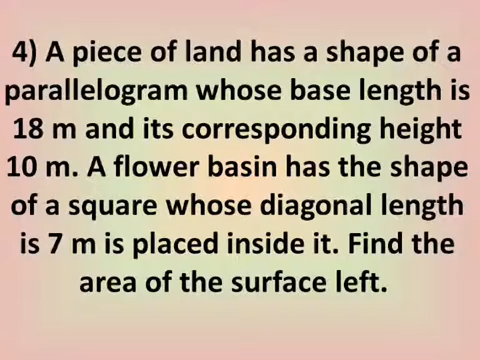 4) A piece of land has a shape of a
parallelogram whose base length is
18 m and its corresponding height
10 m. A flower basin has the shape
of a square whose diagonal length
is 7 m is placed inside it. Find the
area of the surface left.